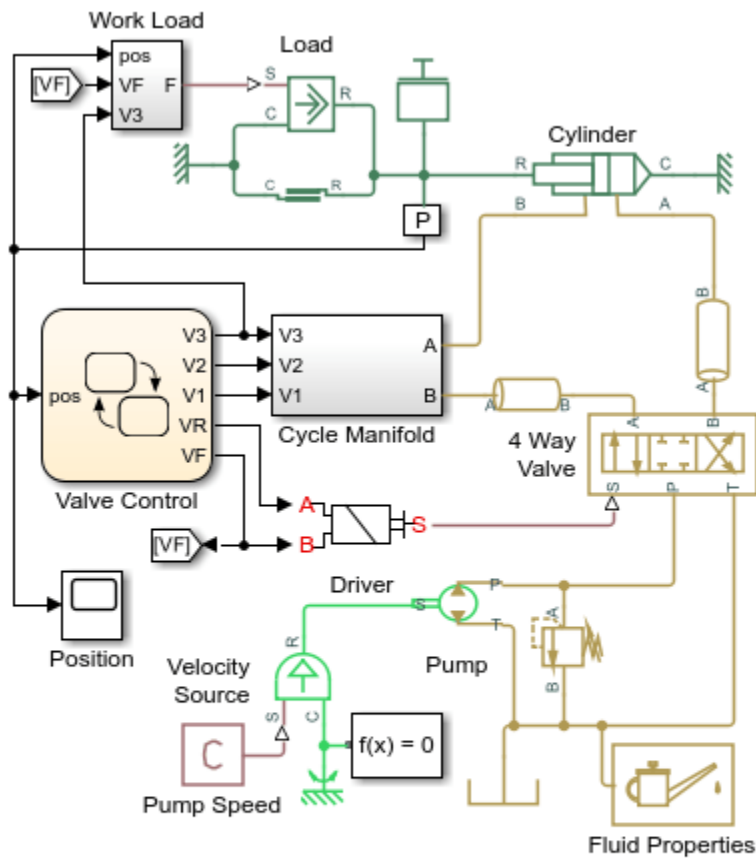 Work Load
Load
pos
VF
V3
F
[VF]
S
R
C
C
R
P
Cylinder
R
C
B
A
V3
V2
V1
VR
VF
pos
Valve Control
V3
V2
V1
A
B
Cycle Manifold
A
B
B
A
4 Way
Valve
A
B
S
P
T
A
B
S
[VF]
Driver
Position
Velocity
Source
R
S
C
S
P
T
Pump
A
B
C
Pump Speed
f(x) = 0
Fluid Properties